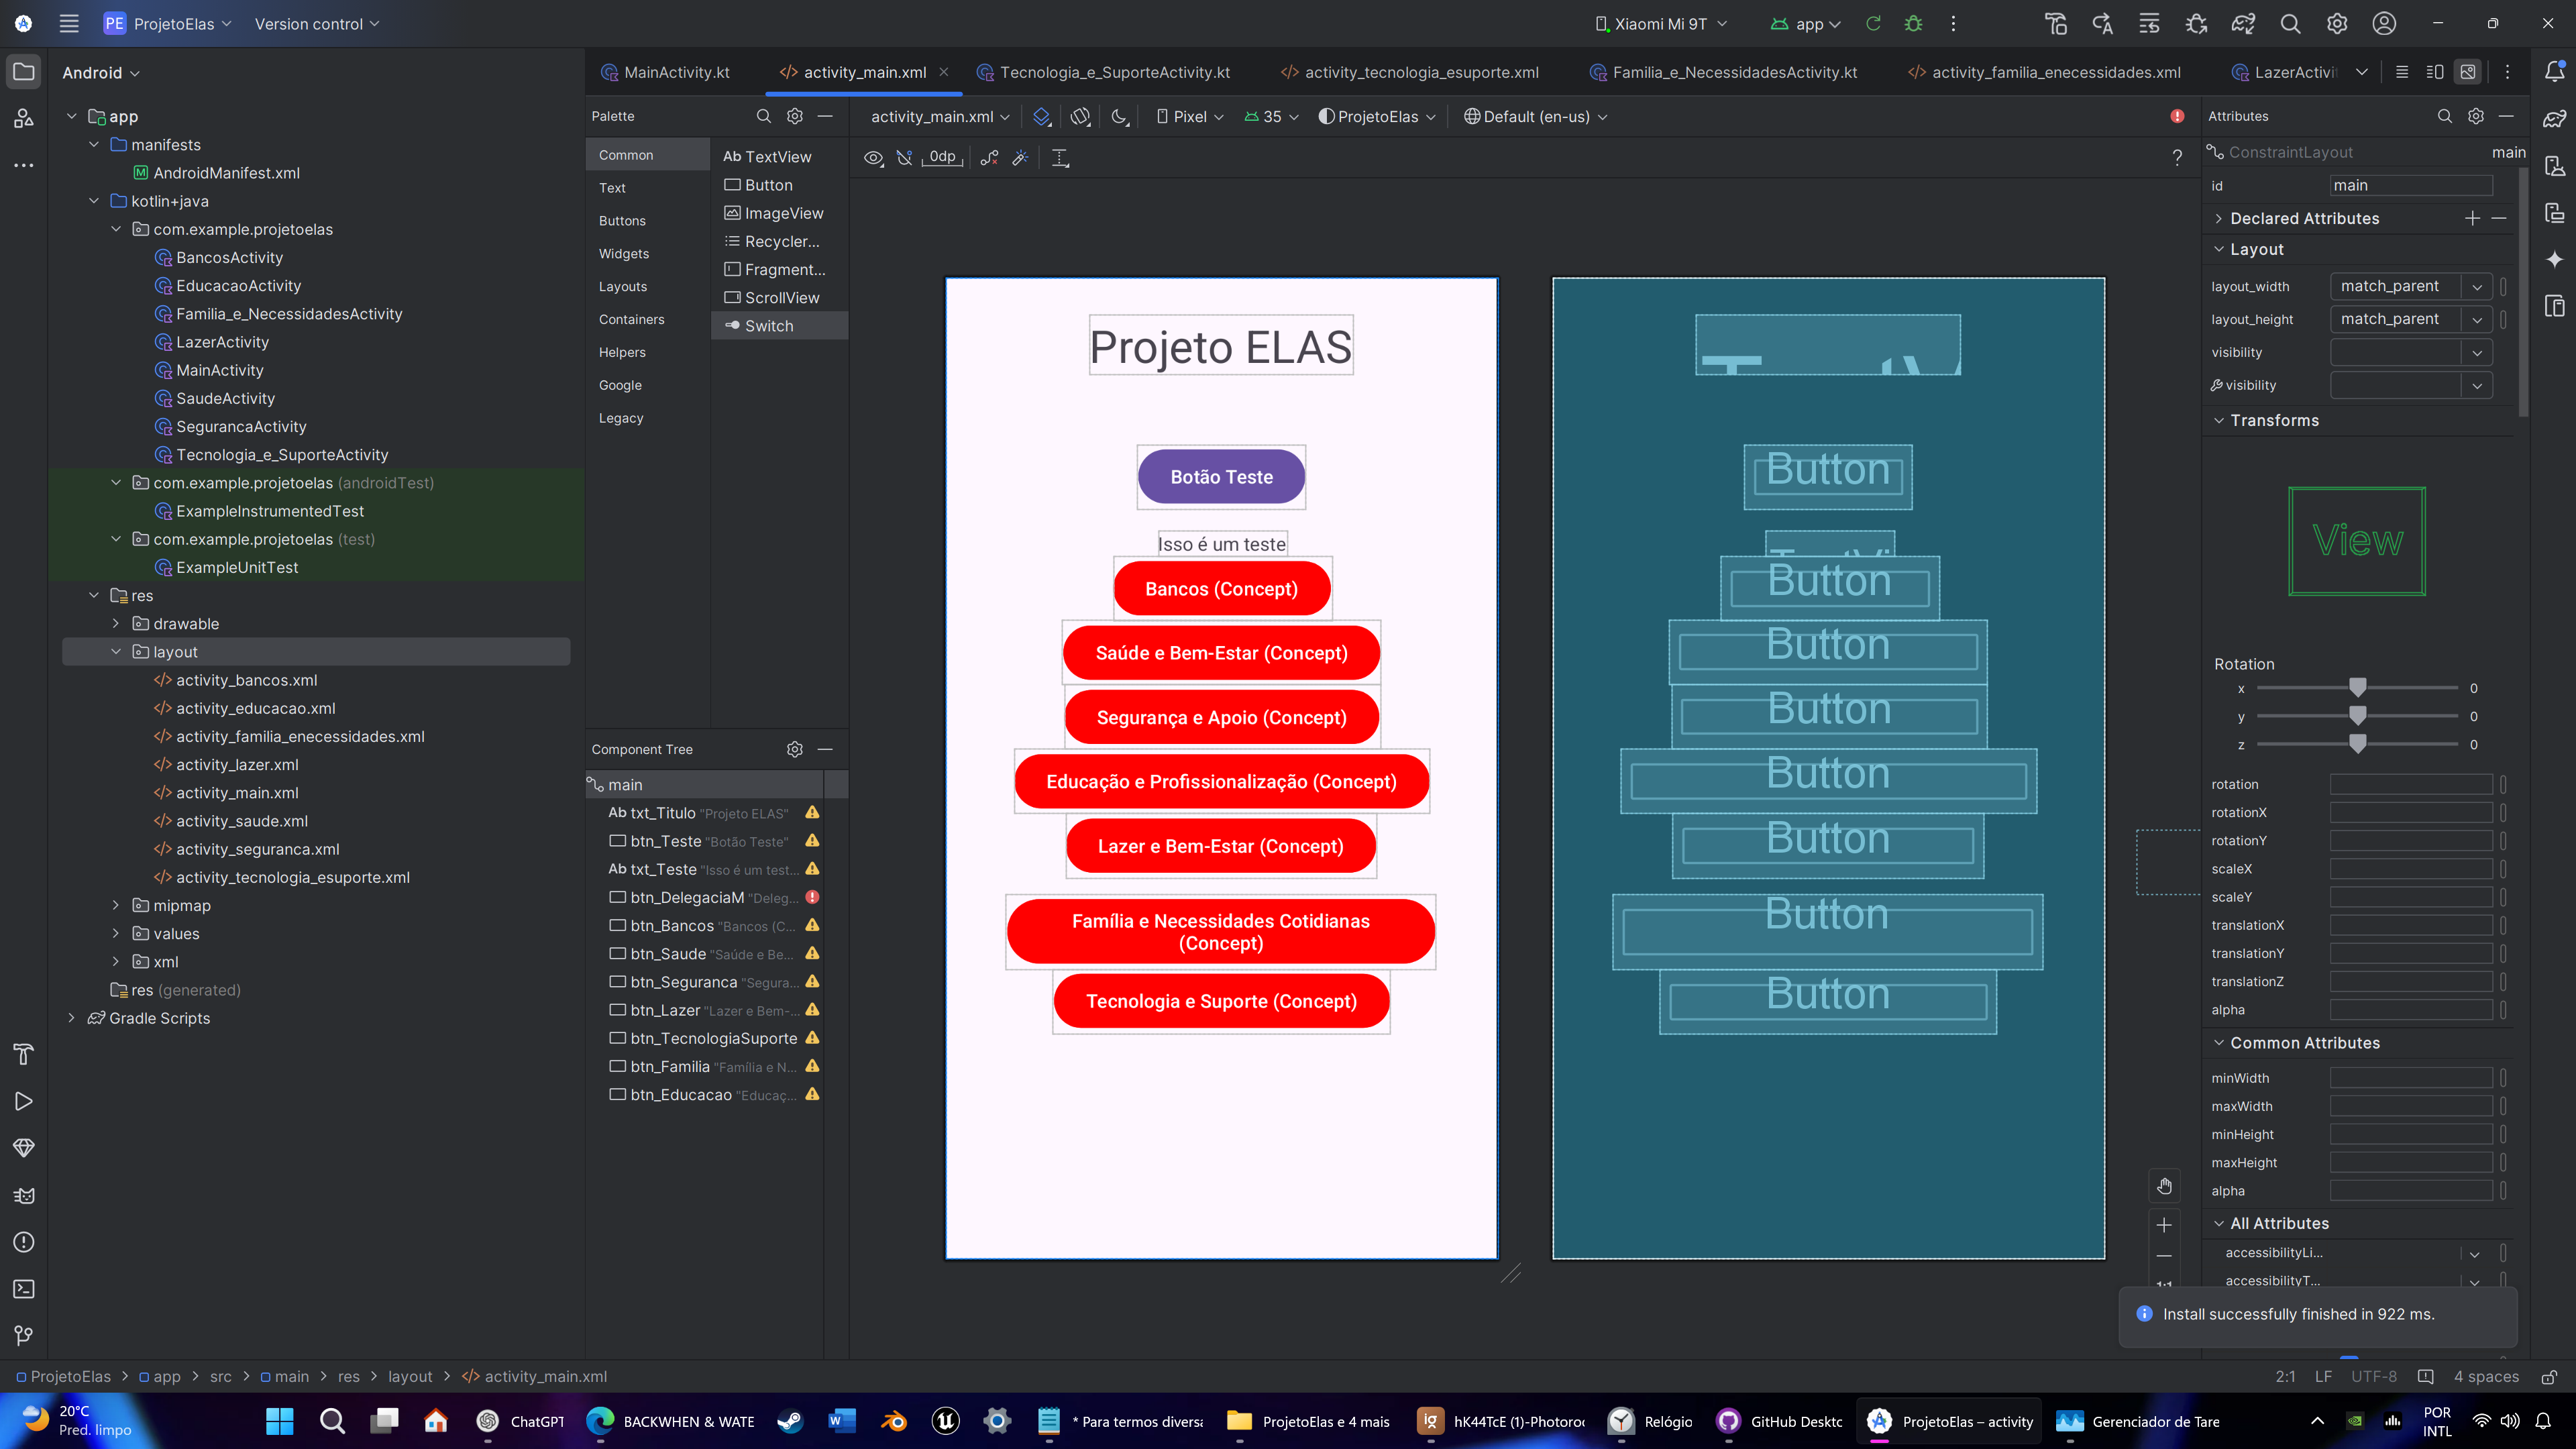 PE ProjetoElas Version control Xiaomi Mi 9T app
Android
MainActivity.kt activity_main.xml Tecnologia_e_SuporteActivity.kt activity_tecnologia_esuporte.xml Familia_e_NecessidadesActivity.kt activity_familia_enecessidades.xml LazerActivi
app
manifests
AndroidManifest.xml
kotlin+java
com.example.projetoelas
BancosActivity
EducacaoActivity
Familia_e_NecessidadesActivity
LazerActivity
MainActivity
SaudeActivity
SegurancaActivity
Tecnologia_e_SuporteActivity
com.example.projetoelas (androidTest)
ExampleInstrumentedTest
com.example.projetoelas (test)
ExampleUnitTest
res
drawable
layout
activity_bancos.xml
activity_educacao.xml
activity_familia_enecessidades.xml
activity_lazer.xml
activity_main.xml
activity_saude.xml
activity_seguranca.xml
activity_tecnologia_esuporte.xml
mipmap
values
xml
res (generated)
Gradle Scripts
Palette
Common
Text
Buttons
Widgets
Layouts
Containers
Helpers
Google
Legacy
Ab TextView
Button
ImageView
Recycler...
Fragment...
ScrollView
Switch
Component Tree
main
Ab txt_Titulo "Projeto ELAS"
btn_Teste "Botão Teste"
Ab txt_Teste "Isso é um test...
btn_DelegaciaM "Deleg...
btn_Bancos "Bancos (C...
btn_Saude "Saúde e Be...
btn_Seguranca "Segura...
btn_Lazer "Lazer e Bem-...
btn_TecnologiaSuporte
btn_Familia "Família e N...
btn_Educacao "Educaç...
activity_main.xml Pixel 35 ProjetoElas Default (en-us)
0dp ?
Projeto ELAS
Botão Teste
Isso é um teste
Bancos (Concept)
Saúde e Bem-Estar (Concept)
Segurança e Apoio (Concept)
Educação e Profissionalização (Concept)
Lazer e Bem-Estar (Concept)
Família e Necessidades Cotidianas
(Concept)
Tecnologia e Suporte (Concept)
Button
Button
Button
Button
Button
Button
Button
Button
Attributes
ConstraintLayout main
id main
Declared Attributes
Layout
layout_width match_parent
layout_height match_parent
visibility
visibility
Transforms
View
Rotation
x 0
y 0
z 0
rotation
rotationX
rotationY
scaleX
scaleY
translationX
translationY
translationZ
alpha
Common Attributes
minWidth
maxWidth
minHeight
maxHeight
alpha
All Attributes
accessibilityLi...
accessibilityT...
Install successfully finished in 922 ms.
ProjetoElas > app > src > main > res > layout > activity_main.xml
2:1 LF UTF-8 4 spaces
20°C
Pred. limpo
ChatGPT BACKWHEN & WATE * Para termos diversa ProjetoElas e 4 mais ig hK44TcE (1)-Photoroo Relógio GitHub Deskto ProjetoElas – activity Gerenciador de Tare
POR
INTL